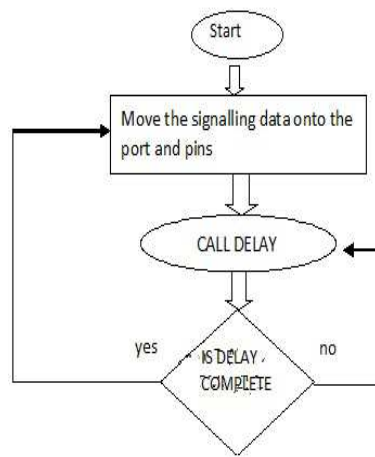 Start
Move the signalling data onto the
port and pins
CALL DELAY
yes
IS DELAY
no
COMPLETE